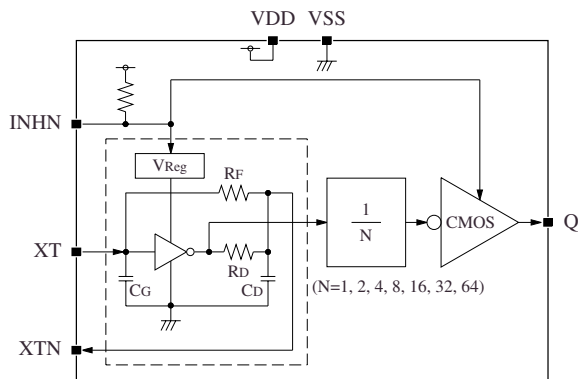 VDD VSS
INHN
VReg
RF
XT
1
N
CMOS
Q
RD
CG
CD
(N=1, 2, 4, 8, 16, 32, 64)
XTN